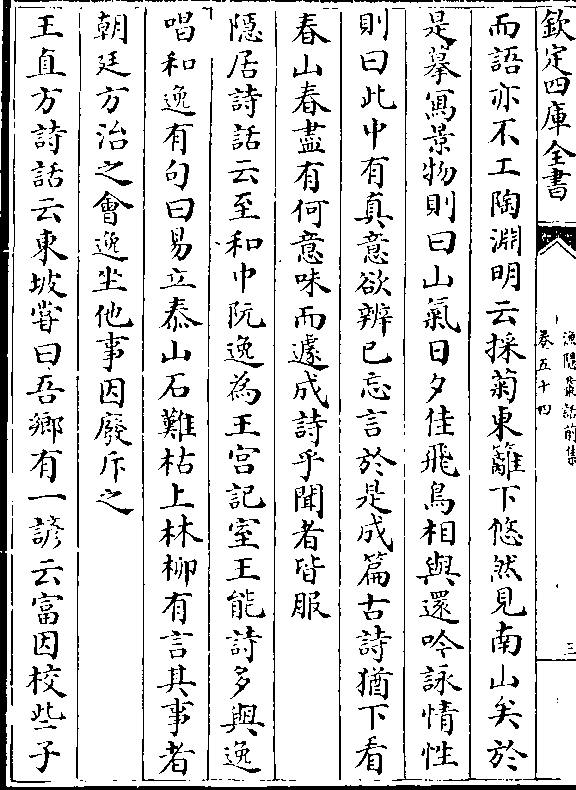 欽定四庫全書
漁隱叢話前集
卷五十四
三
而語亦不工陶淵明云採菊東籬下悠然見南山矣於
是摹寫景物則曰山氣日夕佳飛鳥相與還吟詠情性
則曰此中有真意欲辨已忘言於是成篇古詩猶下看
春山春盡有何意味而遽成詩乎聞者皆服
隱居詩話云至和中阮逸為王宮記室王能詩多與逸
唱和逸有句曰易立泰山石難枯上林柳有言其事者
朝廷方治之會逸坐他事因廢斥之
王直方詩話云東坡嘗曰吾鄉有一諺云富因校些子